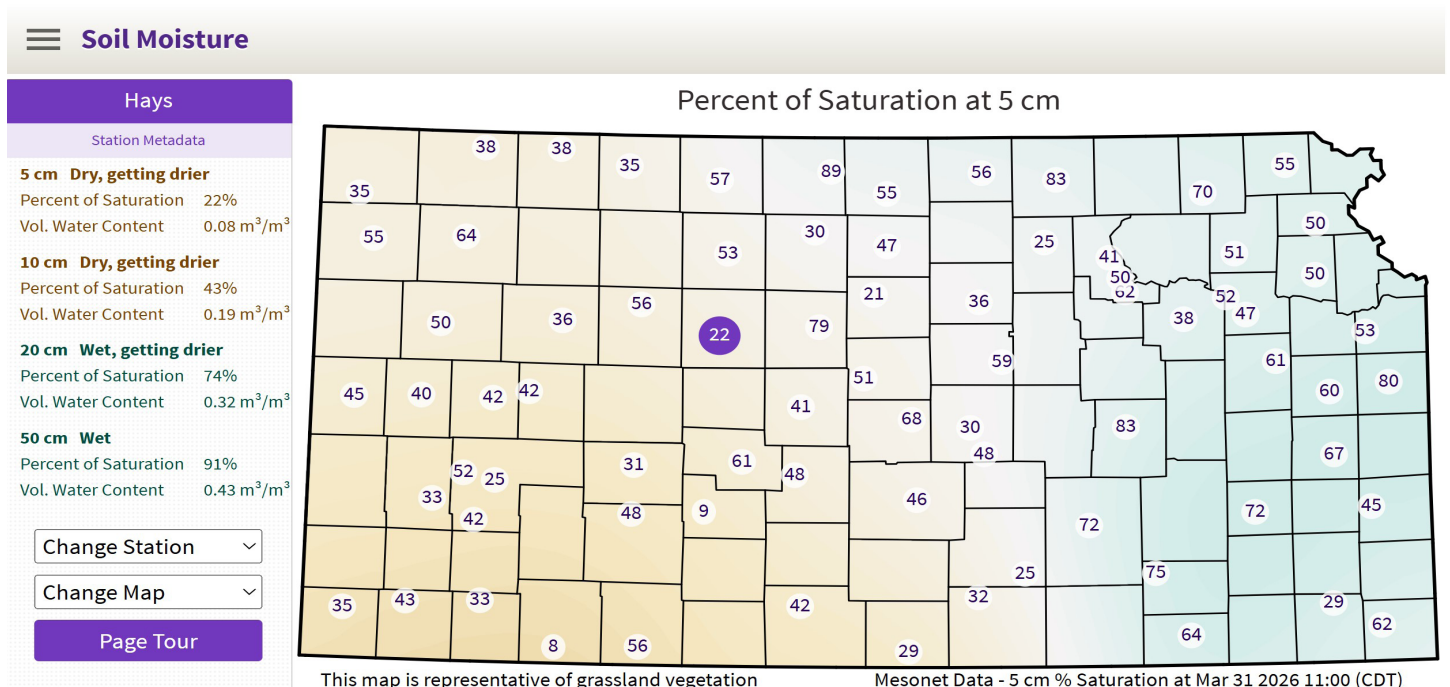 Soil Moisture
Hays
Station Metadata
5 cm Dry, getting drier
Percent of Saturation 22%
Vol. Water Content 0.08 m³/m³
10 cm Dry, getting drier
Percent of Saturation 43%
Vol. Water Content 0.19 m³/m³
20 cm Wet, getting drier
Percent of Saturation 74%
Vol. Water Content 0.32 m³/m³
50 cm Wet
Percent of Saturation 91%
Vol. Water Content 0.43 m³/m³
Change Station
Change Map
Page Tour
Percent of Saturation at 5 cm
38 38 35 57 89 55 56 83 70 55
35
55 64 53 30 47 25 41 51 50
50 50
62
50 36 56 22 79 21 36 38 52 47 53
59 61
45 40 42 42 41 51 68 30 83 60 80
48
52 25 31 61 48 67
33 42 48 9 46 72 72 45
25 75
35 43 33 42 32 29
8 56 29 64 62
This map is representative of grassland vegetation
Mesonet Data - 5 cm % Saturation at Mar 31 2026 11:00 (CDT)